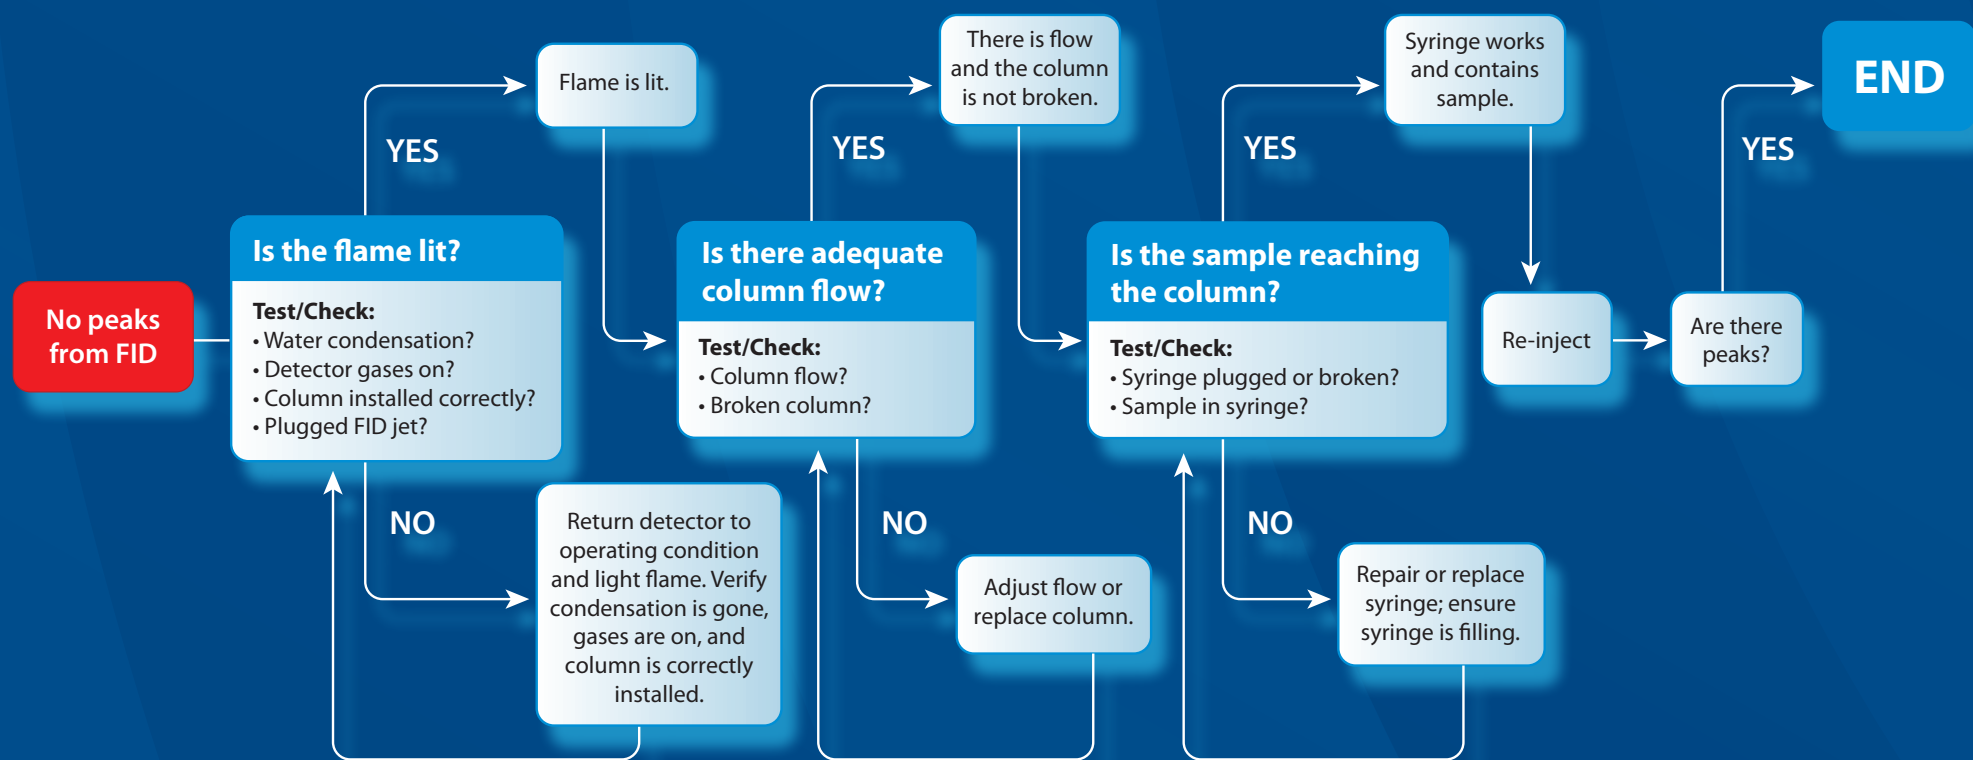 No peaks
from FID
Is the flame lit?
Test/Check:
• Water condensation?
• Detector gases on?
• Column installed correctly?
• Plugged FID jet?
YES
Flame is lit.
NO
Return detector to
operating condition
and light flame. Verify
condensation is gone,
gases are on, and
column is correctly
installed.
Is there adequate
column flow?
Test/Check:
• Column flow?
• Broken column?
YES
There is flow
and the column
is not broken.
NO
Adjust flow or
replace column.
Is the sample reaching
the column?
Test/Check:
• Syringe plugged or broken?
• Sample in syringe?
YES
Syringe works
and contains
sample.
NO
Repair or replace
syringe; ensure
syringe is filling.
Re-inject
Are there
peaks?
YES
END